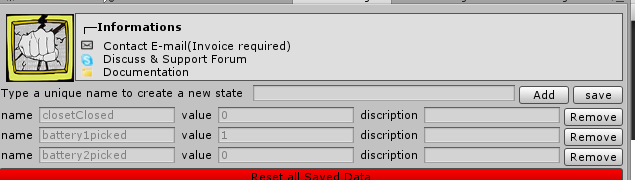 Informations
Contact E-mail(Invoice required)
Discuss & Support Forum
Documentation
Type a unique name to create a new state Add save
name closetClosed value 0 discription Remove
name battery1picked value 1 discription Remove
name battery2picked value 0 discription Remove
Reset all Saved Data